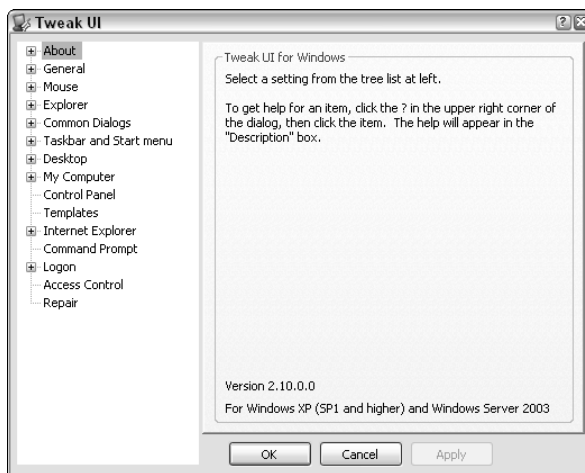 Tweak UI
About
General
Mouse
Explorer
Common Dialogs
Taskbar and Start menu
Desktop
My Computer
Control Panel
Templates
Internet Explorer
Command Prompt
Logon
Access Control
Repair
Tweak UI for Windows
Select a setting from the tree list at left.
To get help for an item, click the ? in the upper right corner of
the dialog, then click the item. The help will appear in the
"Description" box.
Version 2.10.0.0
For Windows XP (SP1 and higher) and Windows Server 2003
OK
Cancel
Apply